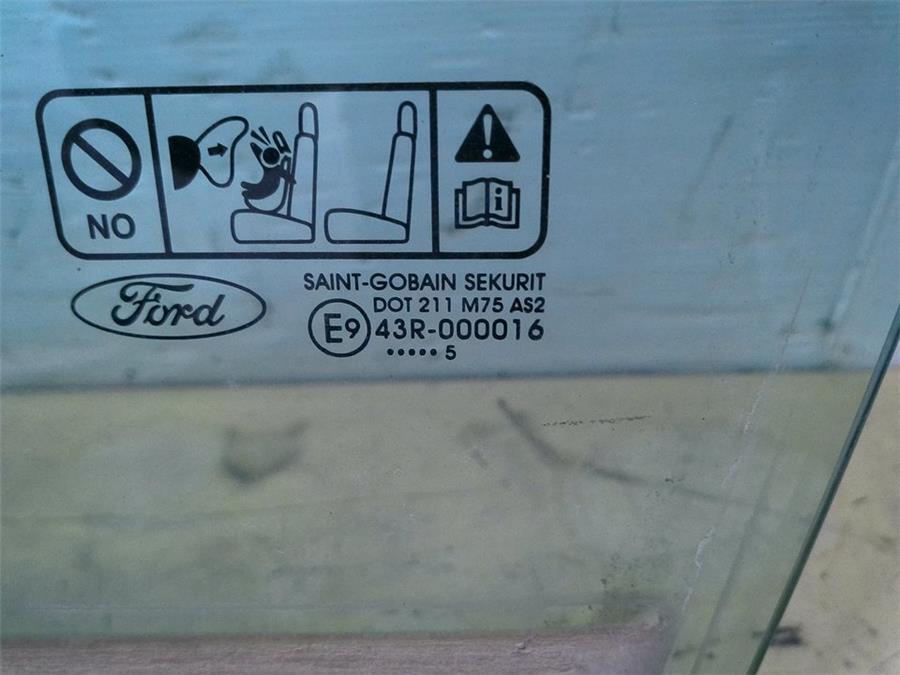 NO
i
Ford
SAINT-GOBAIN SEKURIT
DOT 211 M75 AS2
E9 43R-000016
••••• 5